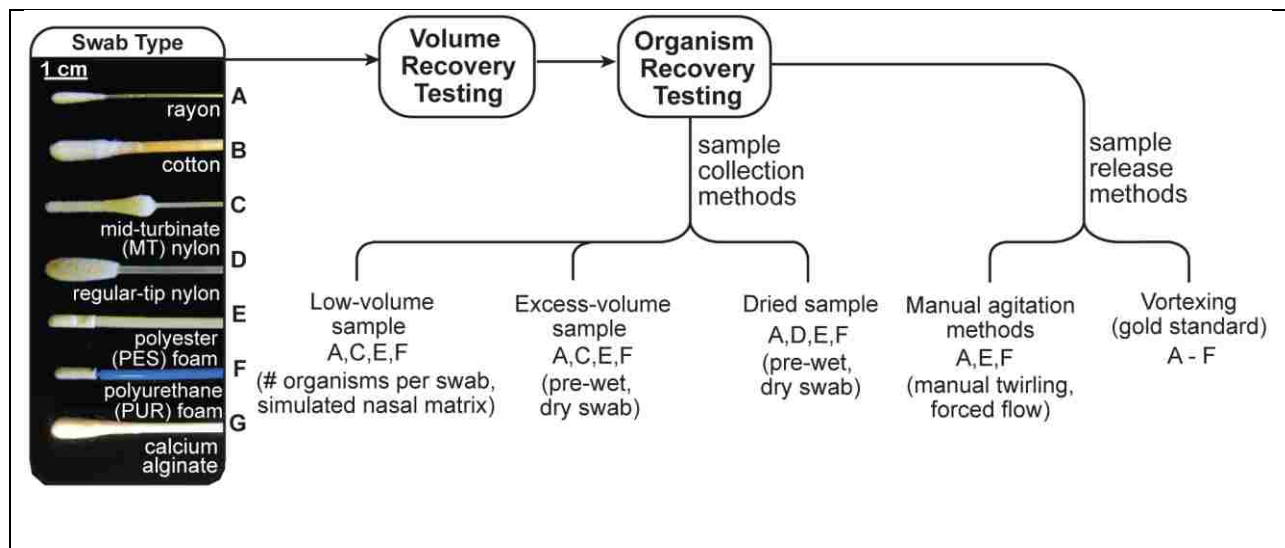 Swab Type
1 cm
A
rayon
B
cotton
C
mid-turbinate
(MT) nylon
D
regular-tip nylon
E
polyester
(PES) foam
F
polyurethane
(PUR) foam
G
calcium
alginate
Volume
Recovery
Testing
Organism
Recovery
Testing
sample
collection
methods
sample
release
methods
Low-volume
sample
A,C,E,F
(# organisms per swab,
simulated nasal matrix)
Excess-volume
sample
A,C,E,F
(pre-wet,
dry swab)
Dried sample
A,D,E,F
(pre-wet,
dry swab)
Manual agitation
methods
A,E,F
(manual twirling,
forced flow)
Vortexing
(gold standard)
A - F